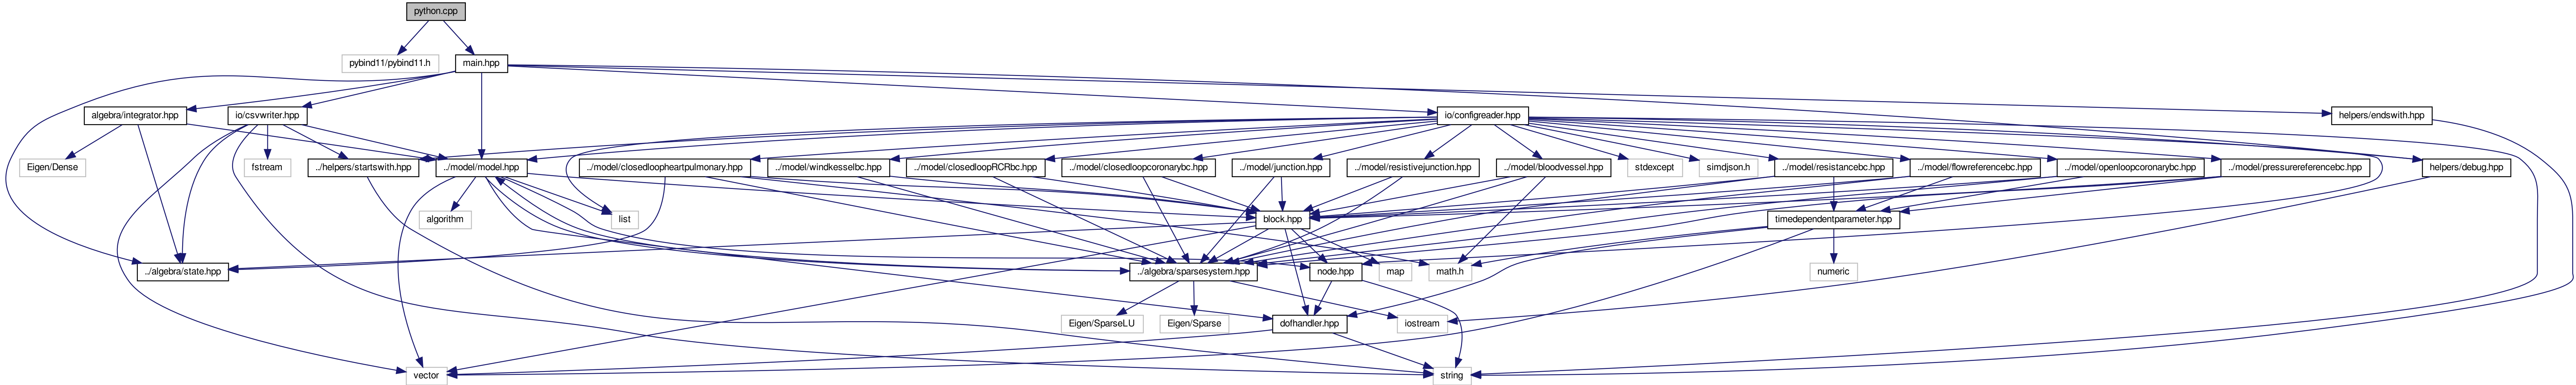 python.cpp
pybind11/pybind11.h
main.hpp
algebra/integrator.hpp
io/csvwriter.hpp
io/configreader.hpp
helpers/endswith.hpp
Eigen/Dense
fstream
../helpers/startswith.hpp
../model/model.hpp
../model/closedloopheartpulmonary.hpp
../model/windkesselbc.hpp
../model/closedloopRCRbc.hpp
../model/closedloopcoronarybc.hpp
../model/junction.hpp
../model/resistivejunction.hpp
../model/bloodvessel.hpp
stdexcept
simdjson.h
../model/resistancebc.hpp
../model/flowreferencebc.hpp
../model/openloopcoronarybc.hpp
../model/pressurereferencebc.hpp
helpers/debug.hpp
algorithm
list
block.hpp
timedependentparameter.hpp
../algebra/state.hpp
../algebra/sparsesystem.hpp
node.hpp
map
math.h
numeric
Eigen/SparseLU
Eigen/Sparse
dofhandler.hpp
iostream
vector
string